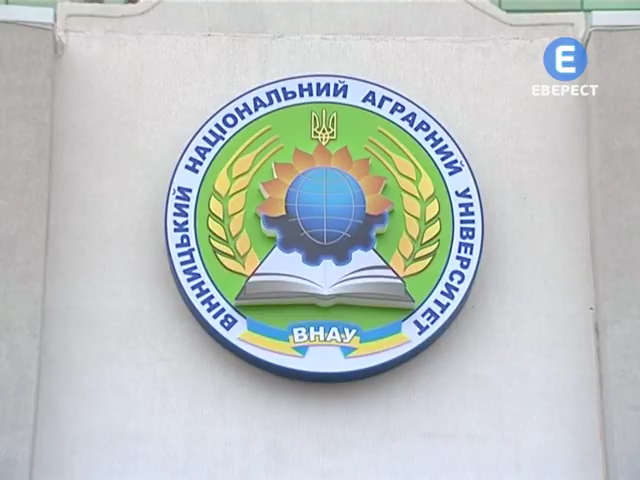 ЕВЕРЕСТ
ВІННИЦЬКИЙ НАЦІОНАЛЬНИЙ АГРАРНИЙ УНІВЕРСИТЕТ
ВНАУ